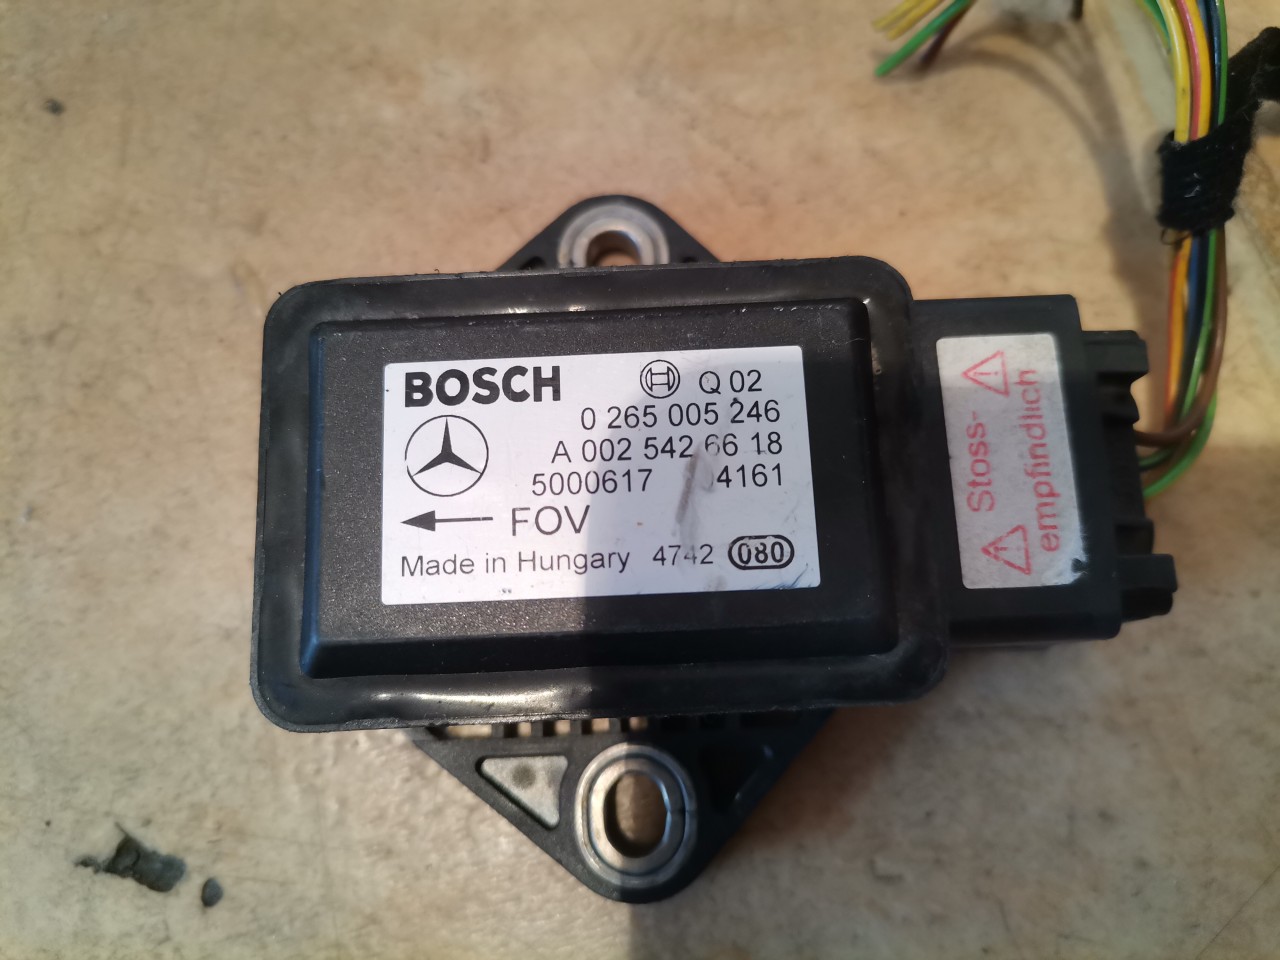 BOSCH
Q 02
0 265 005 246
A 002 542 66 18
5000617 4161
FOV
Made in Hungary 4742 080
Stoss-
empfindlich